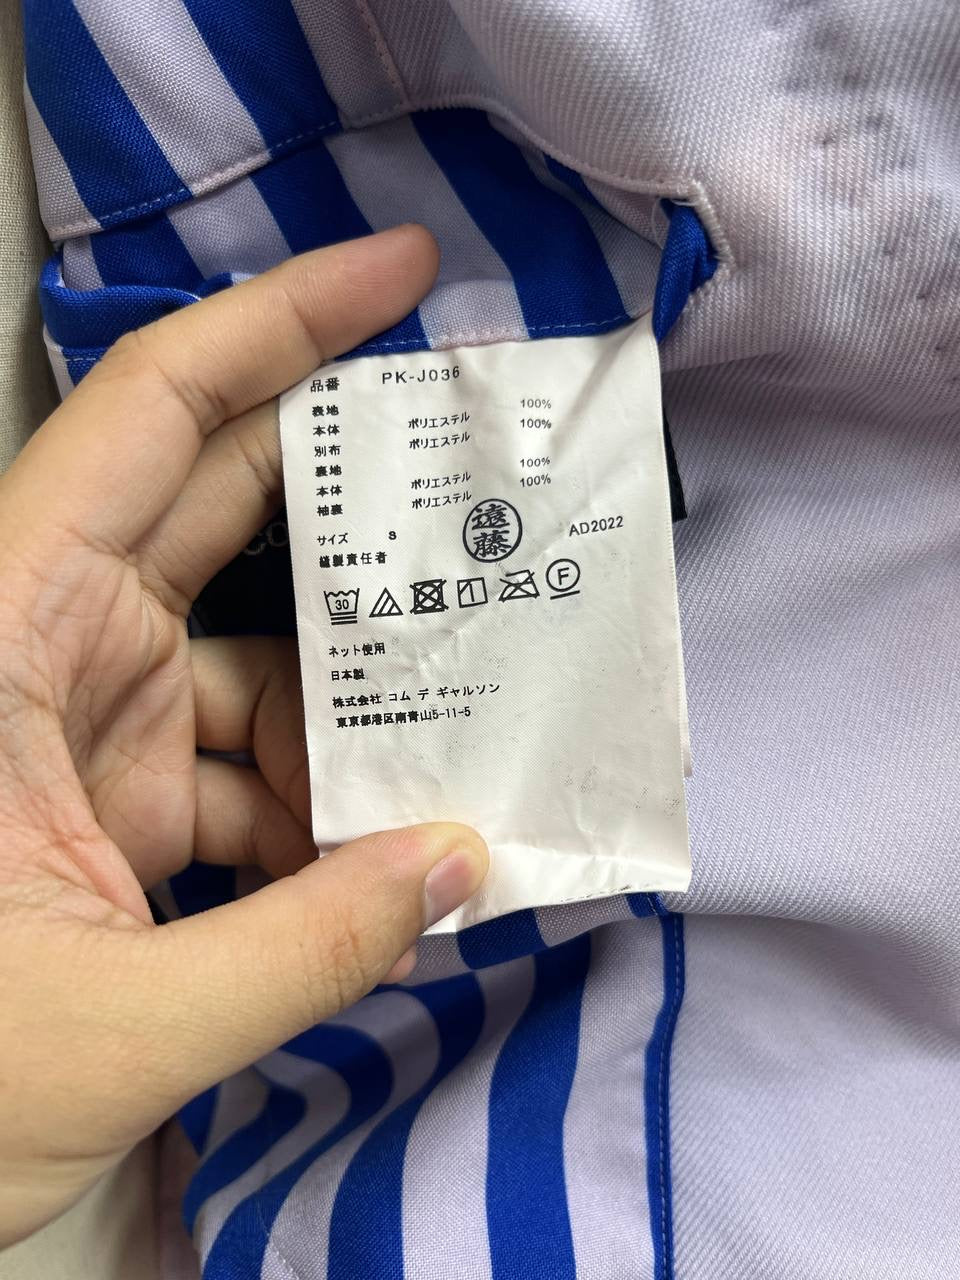 品番 PK-J036
表地
本体 ポリエステル 100%
別布 ポリエステル 100%
裏地
本体 ポリエステル 100%
袖裏 ポリエステル 100%
サイズ S
縫製責任者 遠藤 AD2022
30 F
ネット使用
日本製
株式会社 コム デ ギャルソン
東京都港区南青山5-11-5
co